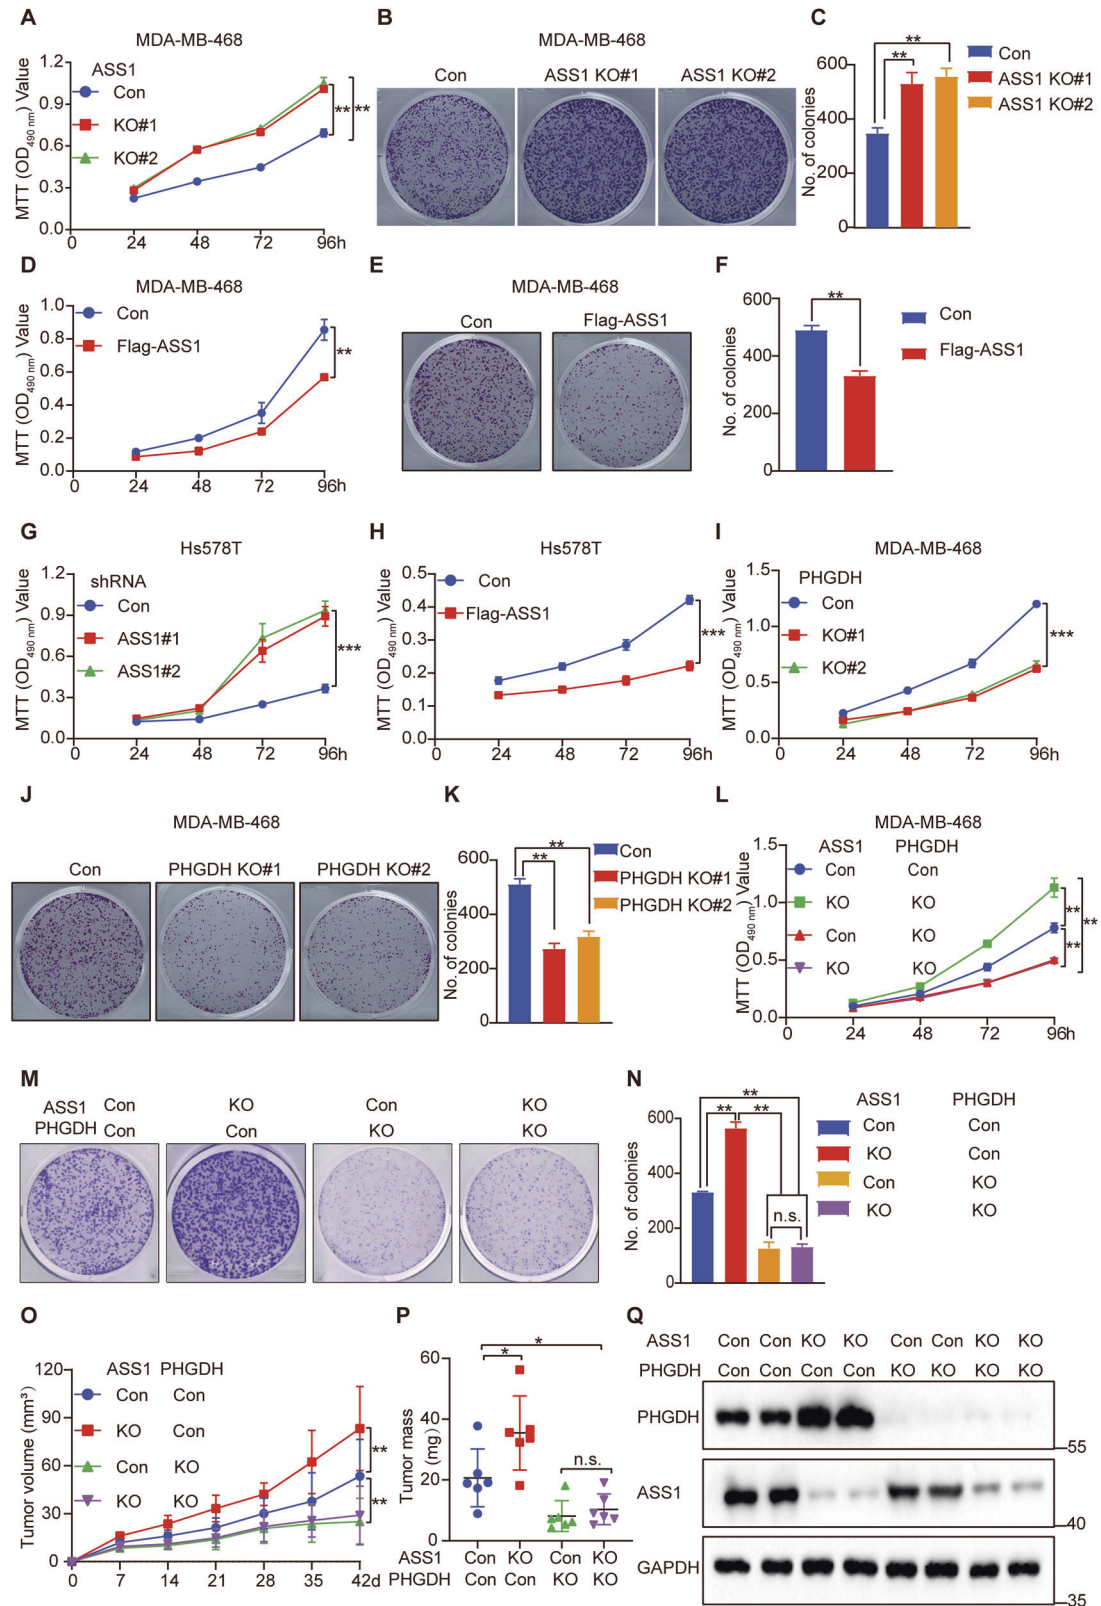 A
MDA-MB-468
ASS1
Con
KO#1
KO#2
MTT (OD490 nm) Value
1.2
0.9
0.6
0.3
0.0
0 24 48 72 96h
** **
B
MDA-MB-468
Con ASS1 KO#1 ASS1 KO#2
C
No. of colonies
600
400
200
0
**
**
Con
ASS1 KO#1
ASS1 KO#2
D
MDA-MB-468
Con
Flag-ASS1
MTT (OD490 nm) Value
1.0
0.8
0.6
0.4
0.2
0.0
0 24 48 72 96h
**
E
MDA-MB-468
Con Flag-ASS1
F
No. of colonies
600
400
200
0
**
Con
Flag-ASS1
G
Hs578T
shRNA
Con
ASS1#1
ASS1#2
MTT (OD490 nm) Value
1.2
0.9
0.6
0.3
0.0
0 24 48 72 96h
***
H
Hs578T
Con
Flag-ASS1
MTT (OD490 nm) Value
0.5
0.4
0.3
0.2
0.1
0.0
0 24 48 72 96h
***
I
MDA-MB-468
PHGDH
Con
KO#1
KO#2
MTT (OD490 nm) Value
1.5
1.0
0.5
0.0
0 24 48 72 96h
***
J
MDA-MB-468
Con PHGDH KO#1 PHGDH KO#2
K
No. of colonies
600
400
200
0
**
**
Con
PHGDH KO#1
PHGDH KO#2
L
MDA-MB-468
ASS1 PHGDH
Con Con
KO KO
Con KO
KO KO
MTT (OD490 nm) Value
1.5
1.0
0.5
0.0
0 24 48 72 96h
**
**
**
M
ASS1 Con KO Con KO
PHGDH Con Con KO KO
N
No. of colonies
600
400
200
0
**
** **
n.s.
ASS1 PHGDH
Con Con
KO Con
Con KO
KO KO
O
Tumor volume (mm³)
120
90
60
30
0
0 7 14 21 28 35 42d
ASS1 PHGDH
Con Con
KO Con
Con KO
KO KO
**
**
P
Tumor mass
(mg)
60
40
20
0
*
*
n.s.
ASS1 Con KO Con KO
PHGDH Con Con KO KO
Q
ASS1 Con Con KO KO Con Con KO KO
PHGDH Con Con Con Con KO KO KO KO
PHGDH
55
ASS1
40
GAPDH
35